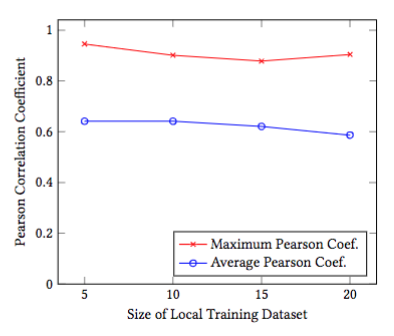 Pearson Correlation Coefficient
1
0.8
0.6
0.4
0.2
0
Maximum Pearson Coef.
Average Pearson Coef.
5 10 15 20
Size of Local Training Dataset